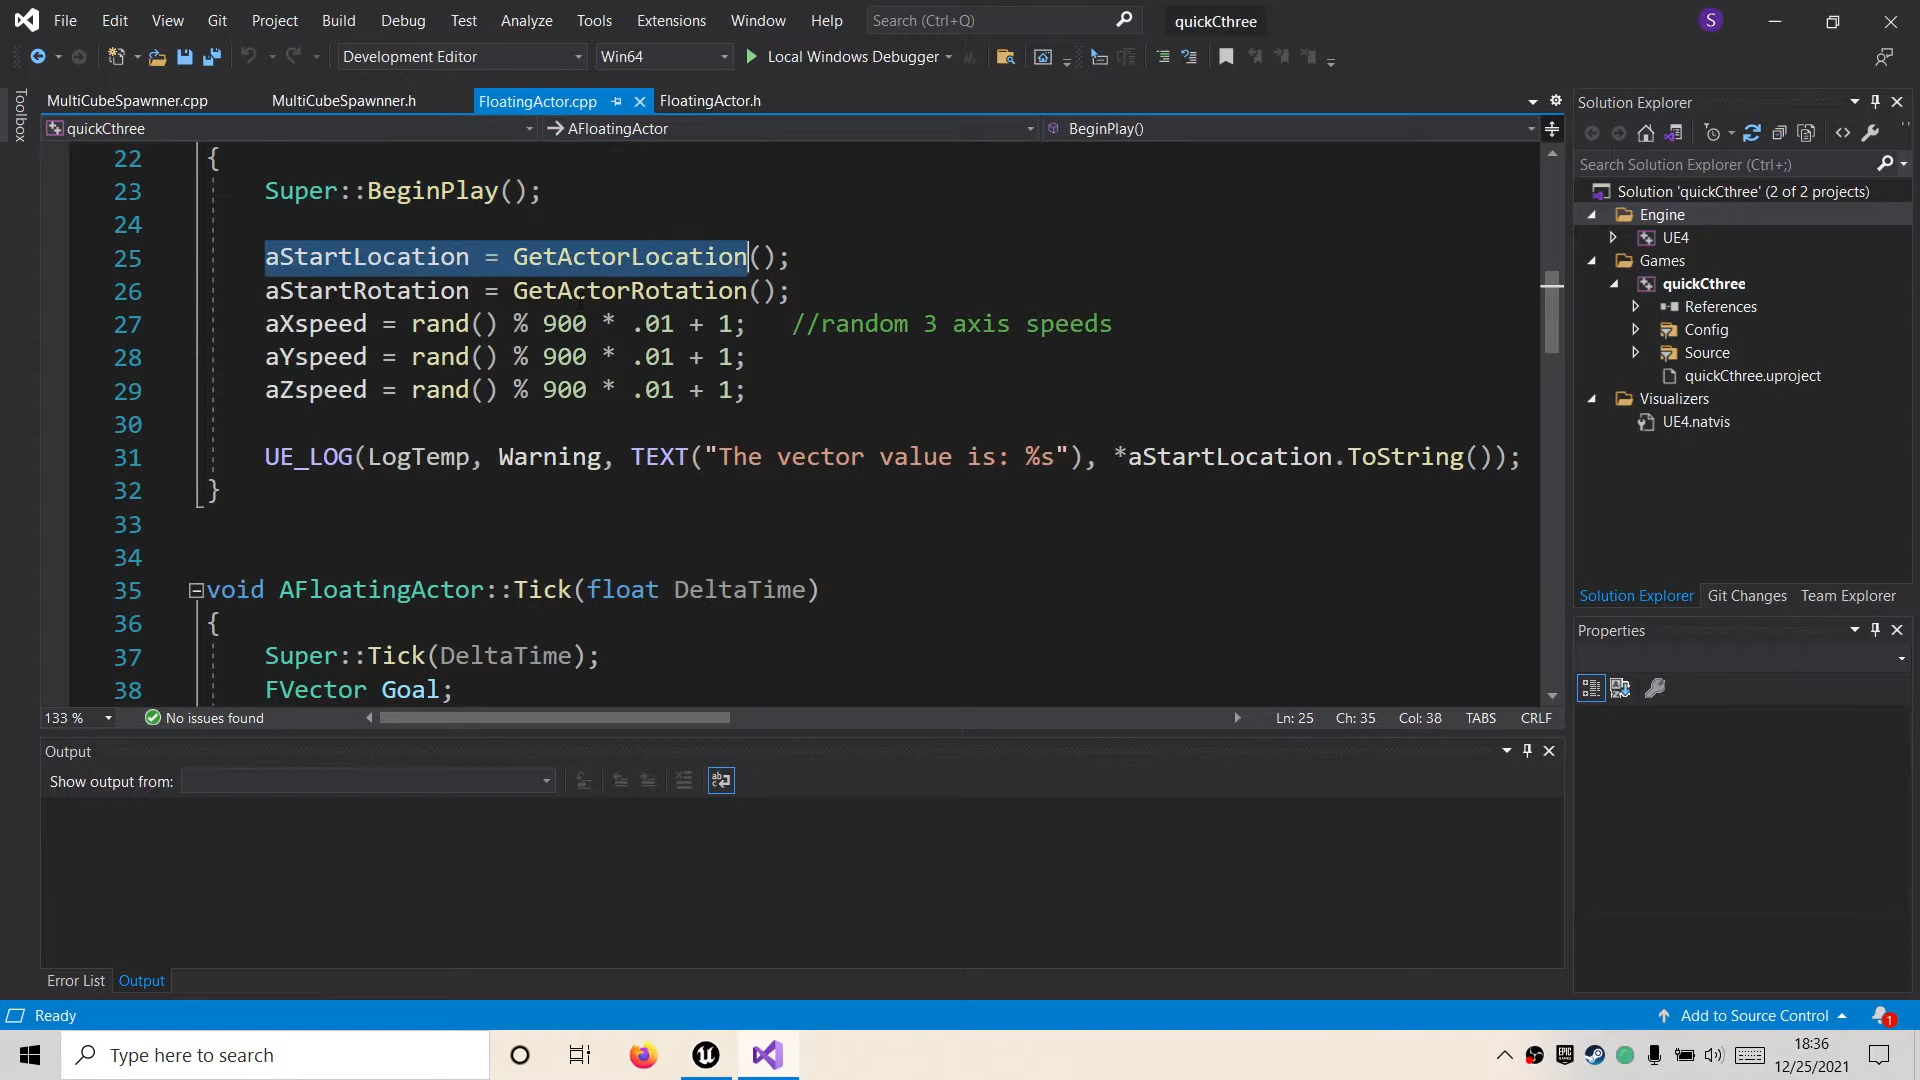 File Edit View Git Project Build Debug Test Analyze Tools Extensions Window Help Search (Ctrl+Q) quickCthree S
Development Editor Win64 Local Windows Debugger
Toolbox
MultiCubeSpawnner.cpp MultiCubeSpawnner.h FloatingActor.cpp FloatingActor.h
quickCthree AFloatingActor BeginPlay()
22 {
23 Super::BeginPlay();
24
25 aStartLocation = GetActorLocation();
26 aStartRotation = GetActorRotation();
27 aXspeed = rand() % 900 * .01 + 1; //random 3 axis speeds
28 aYspeed = rand() % 900 * .01 + 1;
29 aZspeed = rand() % 900 * .01 + 1;
30
31 UE_LOG(LogTemp, Warning, TEXT("The vector value is: %s"), *aStartLocation.ToString());
32 }
33
34
35 void AFloatingActor::Tick(float DeltaTime)
36 {
37 Super::Tick(DeltaTime);
38 FVector Goal;
133 % No issues found Ln: 25 Ch: 35 Col: 38 TABS CRLF
Output
Show output from:
Error List Output
Solution Explorer
Search Solution Explorer (Ctrl+;)
Solution 'quickCthree' (2 of 2 projects)
Engine
UE4
Games
quickCthree
References
Config
Source
quickCthree.uproject
Visualizers
UE4.natvis
Solution Explorer Git Changes Team Explorer
Properties
Ready Add to Source Control 1
Type here to search 18:36
12/25/2021